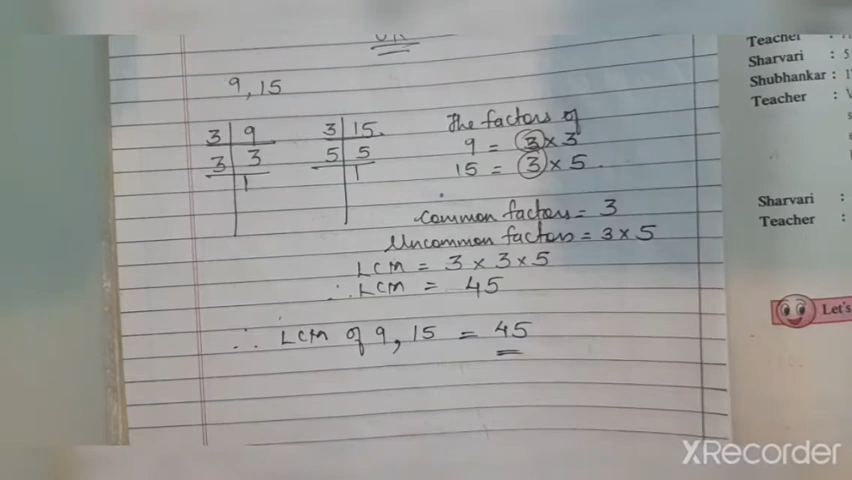 OR
9, 15
3 | 9
3 | 3
1
3 | 15.
5 | 5
1
The factors of
9 = 3 × 3
15 = 3 × 5
Common factors = 3
Uncommon factors = 3 × 5
LCM = 3 × 3 × 5
∴ LCM = 45
∴ LCM of 9, 15 = 45
Teacher :
Sharvari : 5
Shubhankar :
Teacher :
Sharvari :
Teacher :
Let's
XRecorder